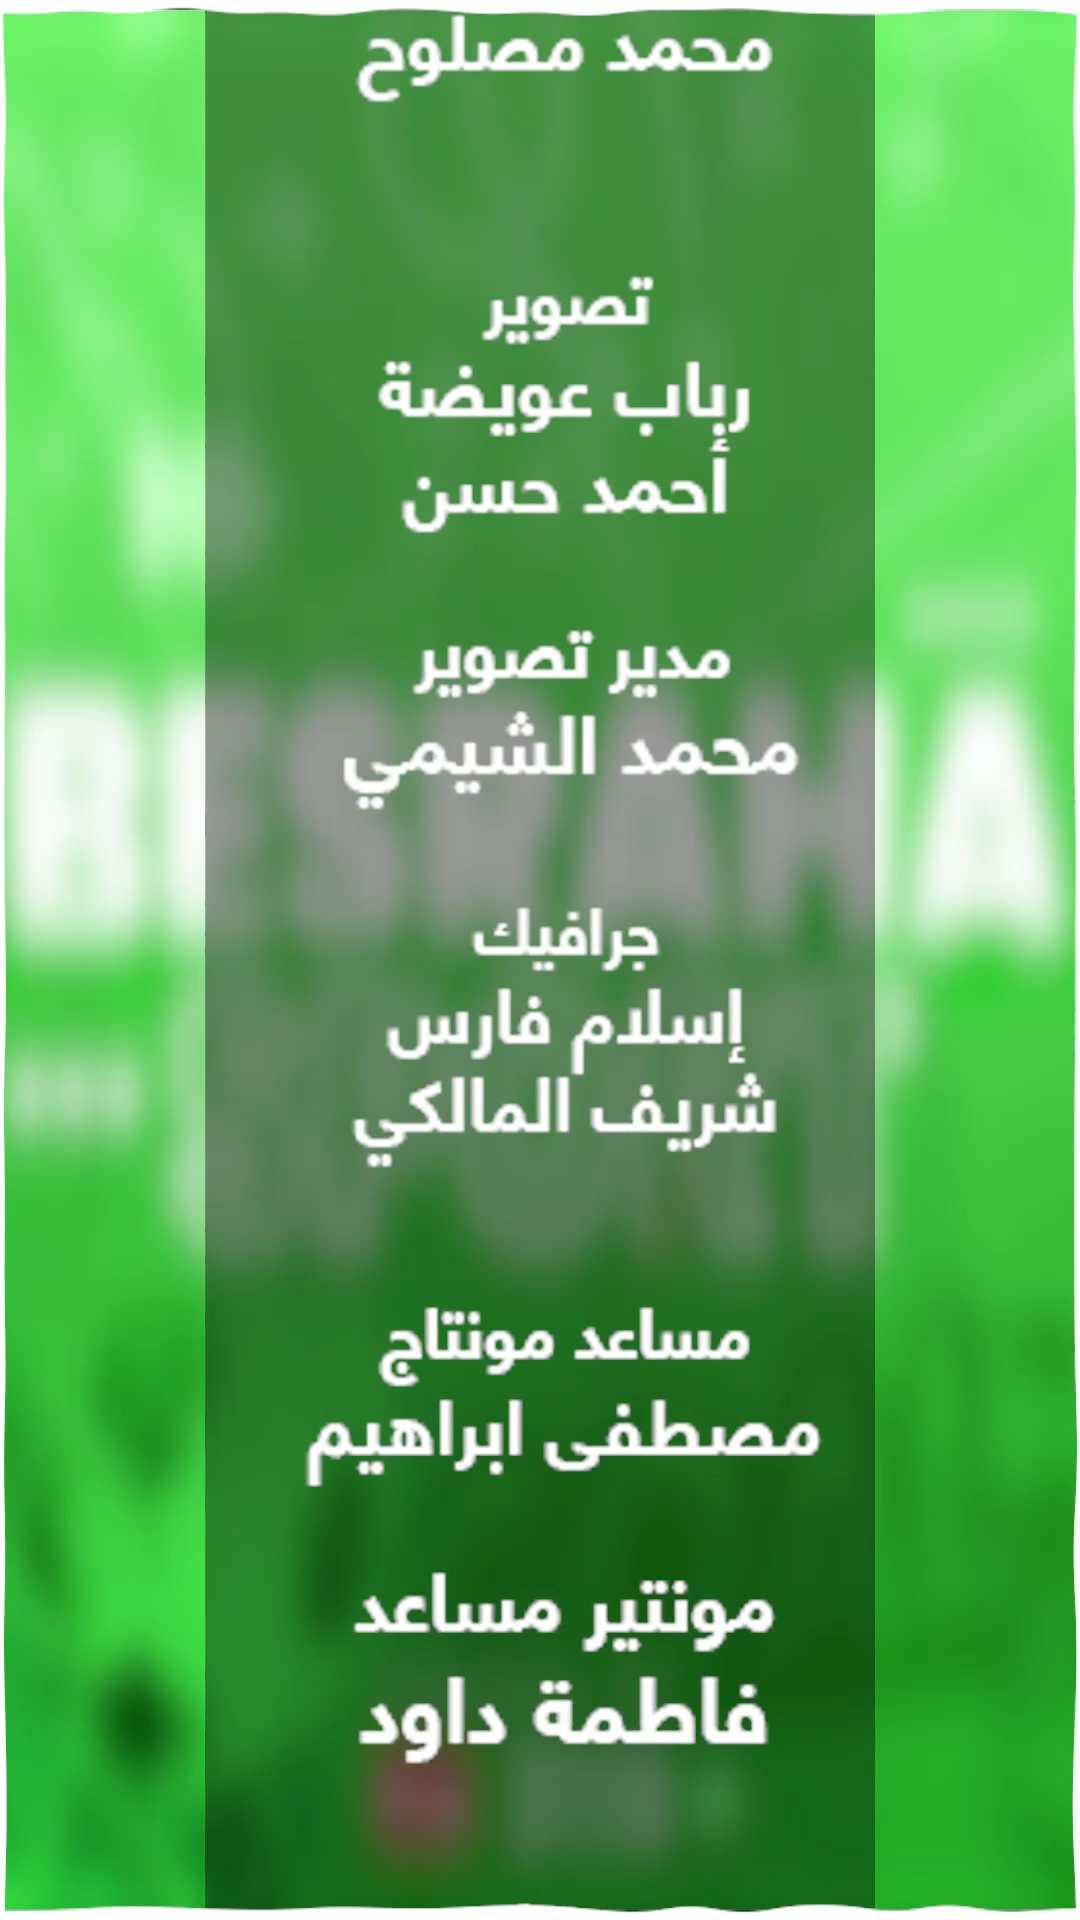 محمد مصلوح
تصوير
رباب عويضة
أحمد حسن
مدير تصوير
محمد الشيمي
BESRAHA
جرافيك
إسلام فارس
شريف المالكي
مساعد مونتاج
مصطفى ابراهيم
مونتير مساعد
فاطمة داود